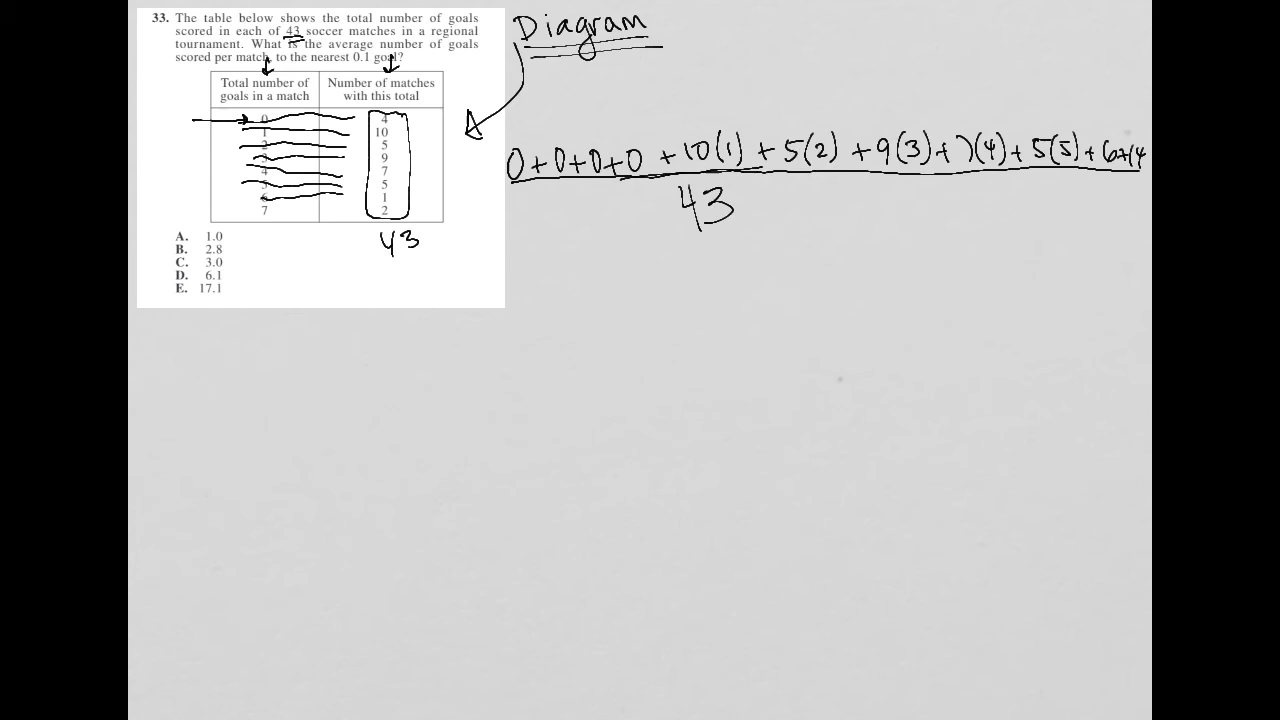 33. The table below shows the total number of goals
scored in each of 43 soccer matches in a regional
tournament. What is the average number of goals
scored per match, to the nearest 0.1 goal?
Total number of goals in a match
Number of matches with this total
0 4
1 10
2 5
3 9
4 7
5 5
6 1
7 2
43
A. 1.0
B. 2.8
C. 3.0
D. 6.1
E. 17.1
Diagram
0+0+0+0 +10(1) + 5(2) + 9(3) + 7(4) + 5(5) + 6+14
43